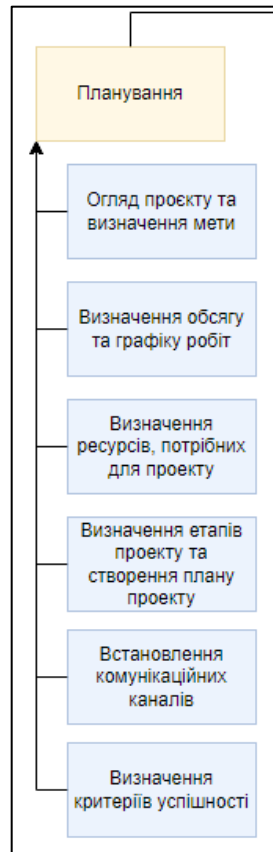 Планування
Огляд проєкту та
визначення мети
Визначення обсягу
та графіку робіт
Визначення
ресурсів, потрібних
для проекту
Визначення етапів
проекту та
створення плану
проекту
Встановлення
комунікаційних
каналів
Визначення
критеріїв успішності